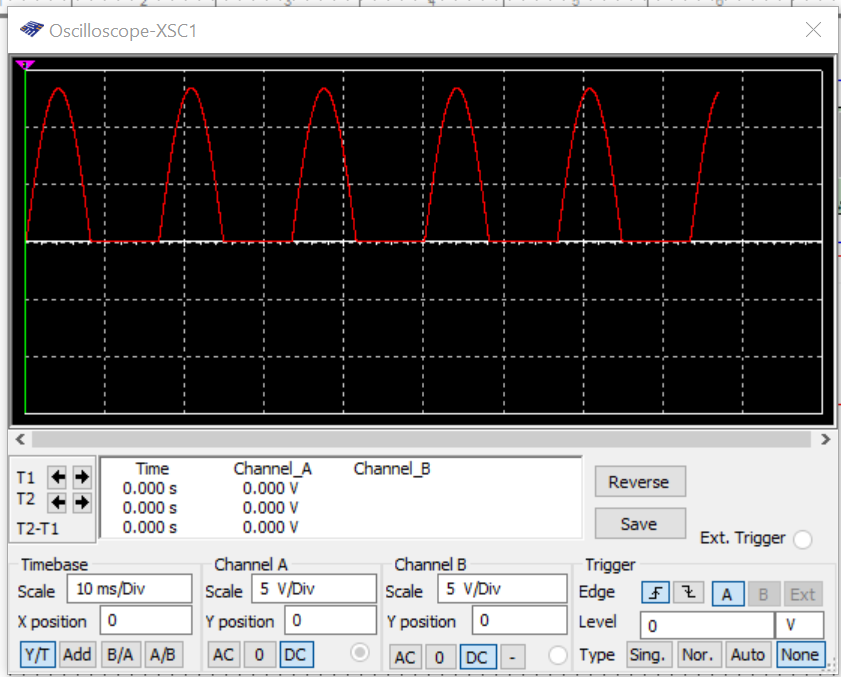 Oscilloscope-XSC1
Time Channel_A Channel_B
T1 0.000 s 0.000 V
T2 0.000 s 0.000 V
T2-T1 0.000 s 0.000 V
Reverse
Save
Ext. Trigger
Timebase Channel A Channel B Trigger
Scale 10 ms/Div Scale 5 V/Div Scale 5 V/Div Edge A B Ext
X position 0 Y position 0 Y position 0 Level 0 V
Y/T Add B/A A/B AC 0 DC AC 0 DC - Type Sing. Nor. Auto None